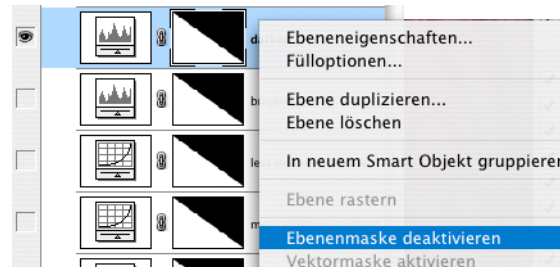 Ebeneneigenschaften...
Fülloptionen...
Ebene duplizieren...
Ebene löschen
In neuem Smart Objekt gruppieren
Ebene rastern
Ebenenmaske deaktivieren
Vektormaske aktivieren